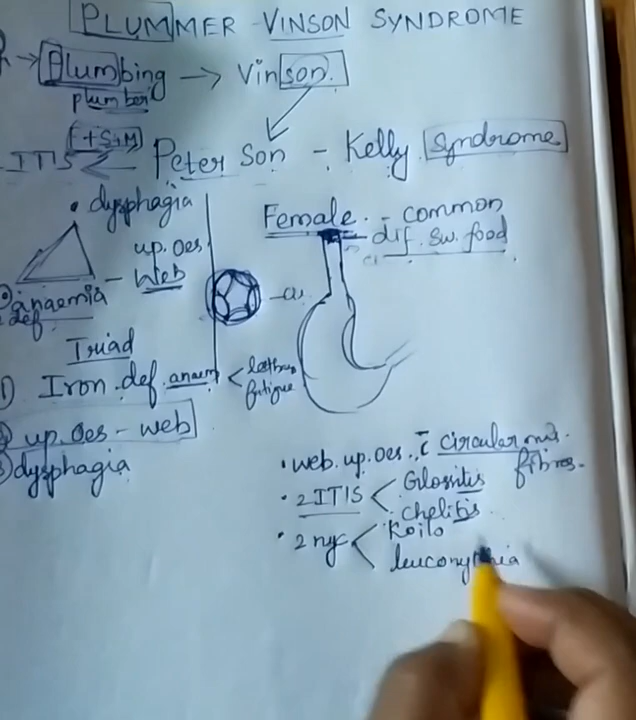 PLUMMER-VINSON SYNDROME
Plumbing → Vinson.
plumber
(F+S+M)
ITIS < Peter Son - Kelly Syndrome
• dysphagia
up. oes,
web
anaemia
def
Female. - common
dif. sw. food
Triad
① Iron def. anaem <
fatigue
② up. oes - web
③ dysphagia
• web. up. oes. c̄ circular mus.
fibres.
• 2 ITIS < Glossitis
Chelitis
• 2 nyc < Koilo
leuconychia